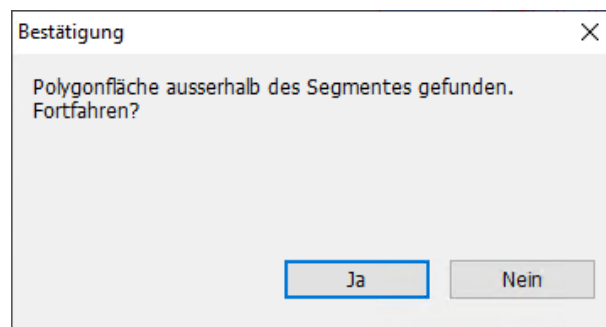 Bestätigung
Polygonfläche ausserhalb des Segmentes gefunden.
Fortfahren?
Ja
Nein